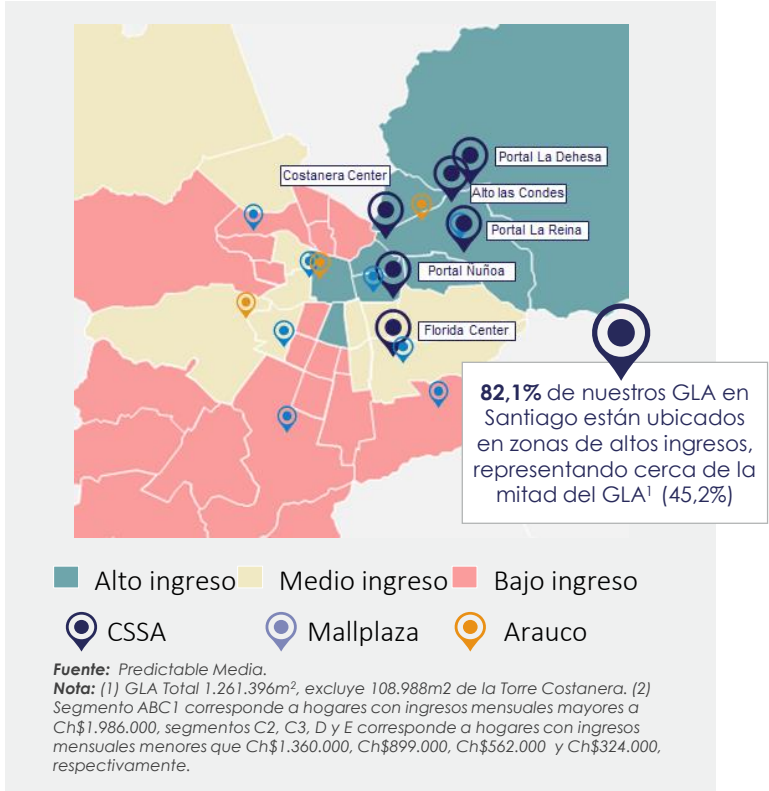 Portal La Dehesa
Costanera Center
Alto las Condes
Portal La Reina
Portal Ñuñoa
Florida Center
82,1% de nuestros GLA en
Santiago están ubicados
en zonas de altos ingresos,
representando cerca de la
mitad del GLA¹ (45,2%)
Alto ingreso Medio ingreso Bajo ingreso
CSSA Mallplaza Arauco
Fuente: Predictable Media.
Nota: (1) GLA Total 1.261.396m², excluye 108.988m2 de la Torre Costanera. (2)
Segmento ABC1 corresponde a hogares con ingresos mensuales mayores a
Ch$1.986.000, segmentos C2, C3, D y E corresponde a hogares con ingresos
mensuales menores que Ch$1.360.000, Ch$899.000, Ch$562.000 y Ch$324.000,
respectivamente.